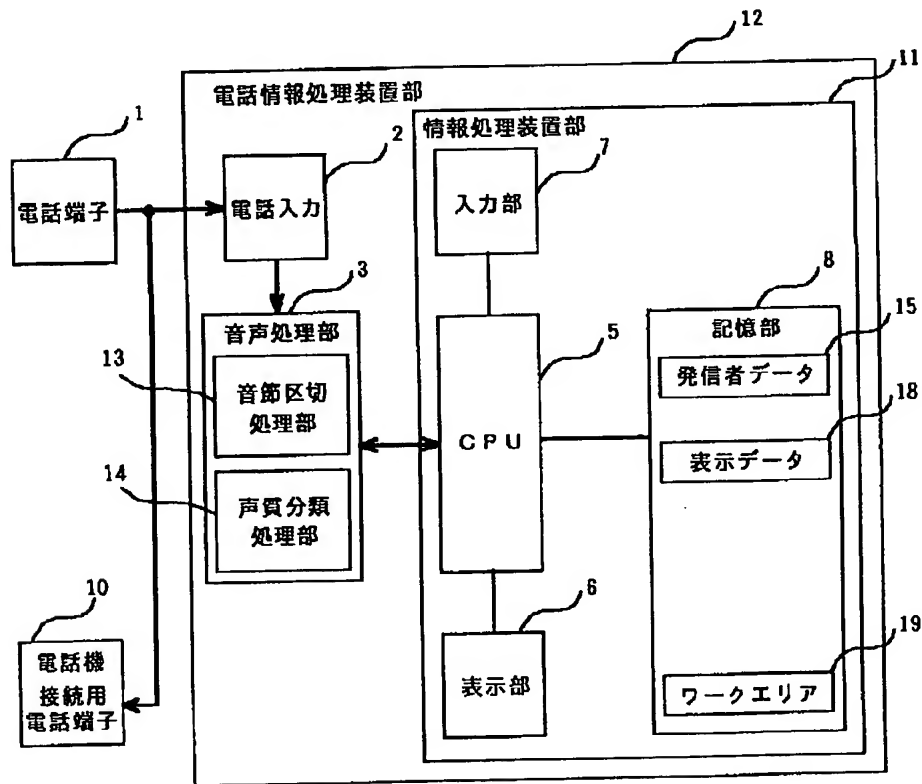 12
電話情報処理装置部
11
1
2
情報処理装置部
7
電話端子
電話入力
入力部
3
8
音声処理部
5
記憶部
15
13
発信者データ
音節区切
処理部
CPU
18
表示データ
14
声質分類
処理部
10
6
19
電話機
接続用
電話端子
表示部
ワークエリア